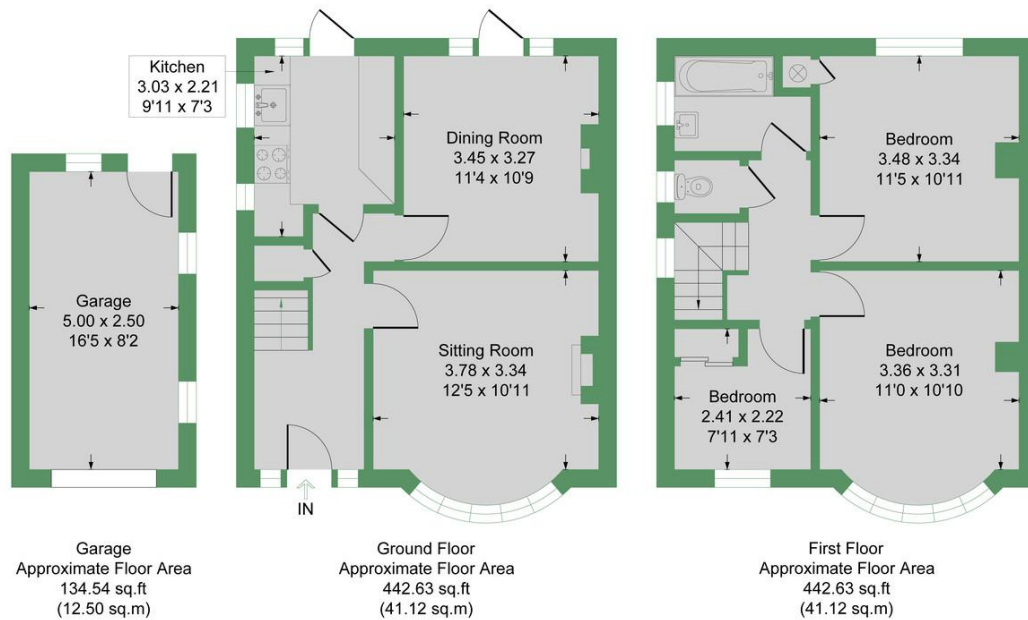 Kitchen
3.03 x 2.21
9'11 x 7'3
Dining Room
3.45 x 3.27
11'4 x 10'9
Bedroom
3.48 x 3.34
11'5 x 10'11
Garage
5.00 x 2.50
16'5 x 8'2
Sitting Room
3.78 x 3.34
12'5 x 10'11
Bedroom
3.36 x 3.31
11'0 x 10'10
Bedroom
2.41 x 2.22
7'11 x 7'3
IN
Garage
Approximate Floor Area
134.54 sq.ft
(12.50 sq.m)
Ground Floor
Approximate Floor Area
442.63 sq.ft
(41.12 sq.m)
First Floor
Approximate Floor Area
442.63 sq.ft
(41.12 sq.m)